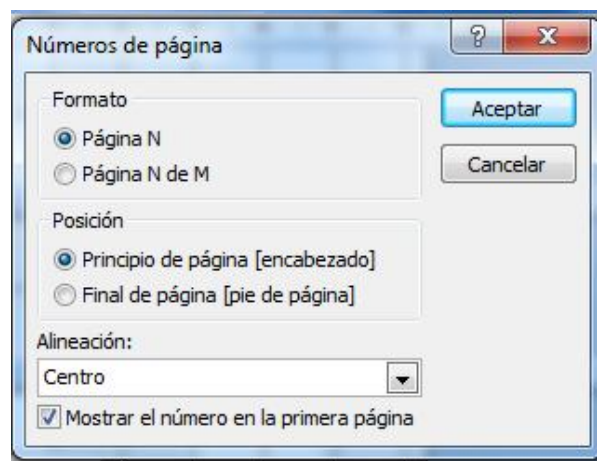 Números de página
Formato
Página N
Página N de M
Aceptar
Cancelar
Posición
Principio de página [encabezado]
Final de página [pie de página]
Alineación:
Centro
Mostrar el número en la primera página